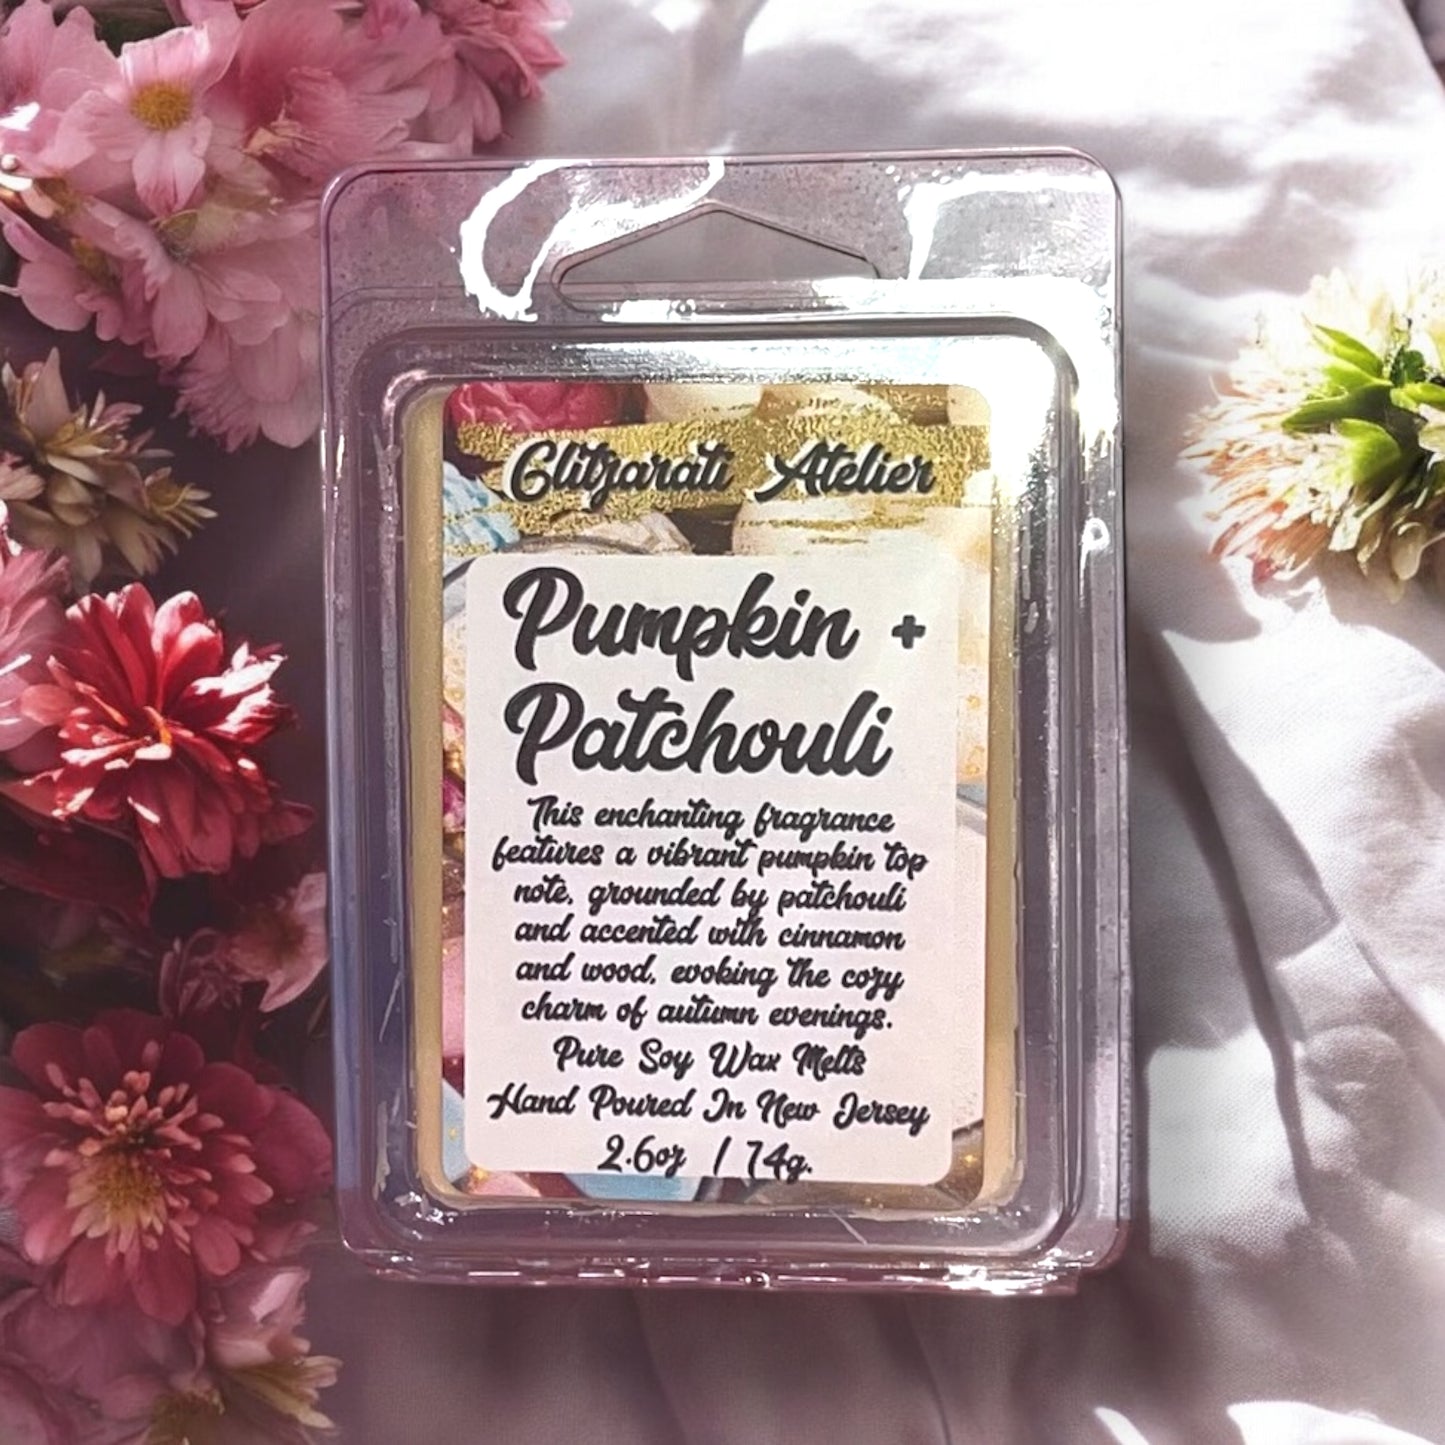 Glitzarati Atelier
Pumpkin +
Patchouli
This enchanting fragrance
features a vibrant pumpkin top
note, grounded by patchouli
and accented with cinnamon
and wood, evoking the cozy
charm of autumn evenings.
Pure Soy Wax Melts
Hand Poured In New Jersey
2.6oz / 74g.